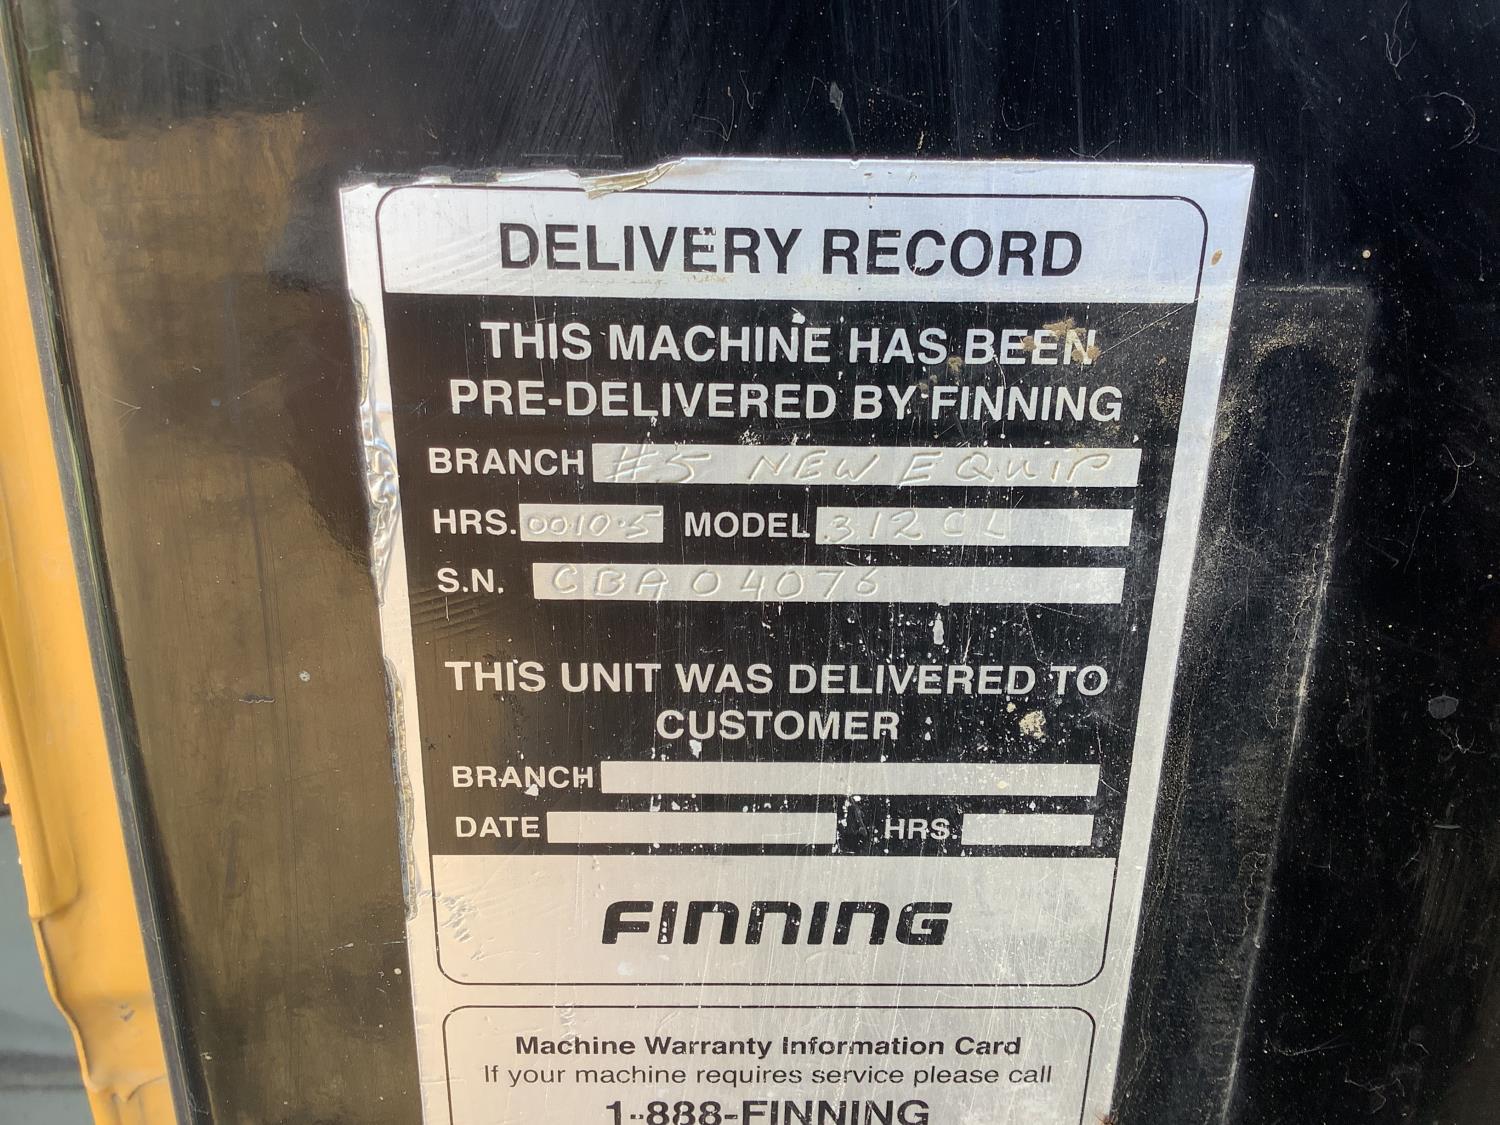 DELIVERY RECORD
THIS MACHINE HAS BEEN
PRE-DELIVERED BY FINNING
BRANCH #5 NEW EQUIP
HRS. 0010.5 MODEL 312CL
S.N. CBA04076
THIS UNIT WAS DELIVERED TO
CUSTOMER :
BRANCH
DATE HRS.
FINNING
Machine Warranty Information Card
If your machine requires service please call
1-888-FINNING